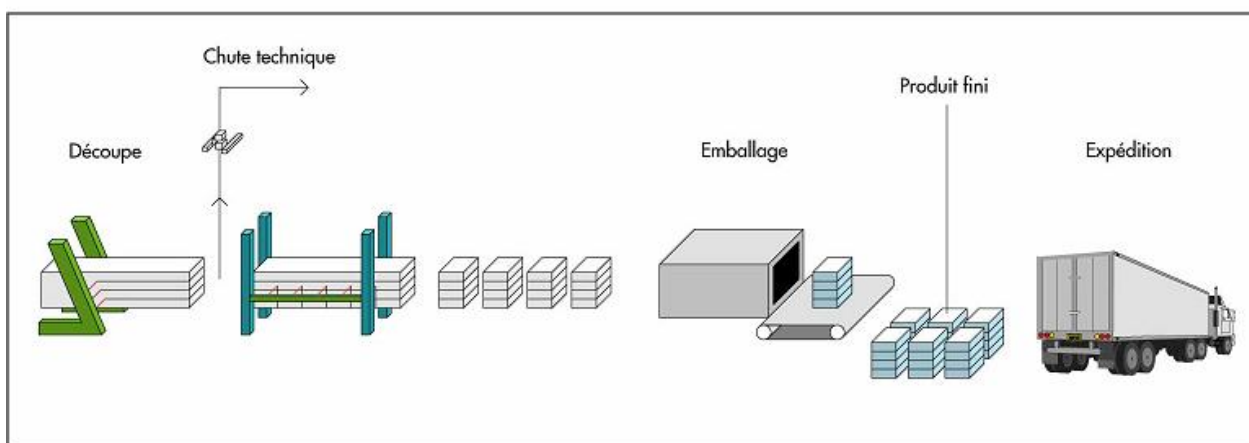 Chute technique
Produit fini
Découpe
Emballage
Expédition